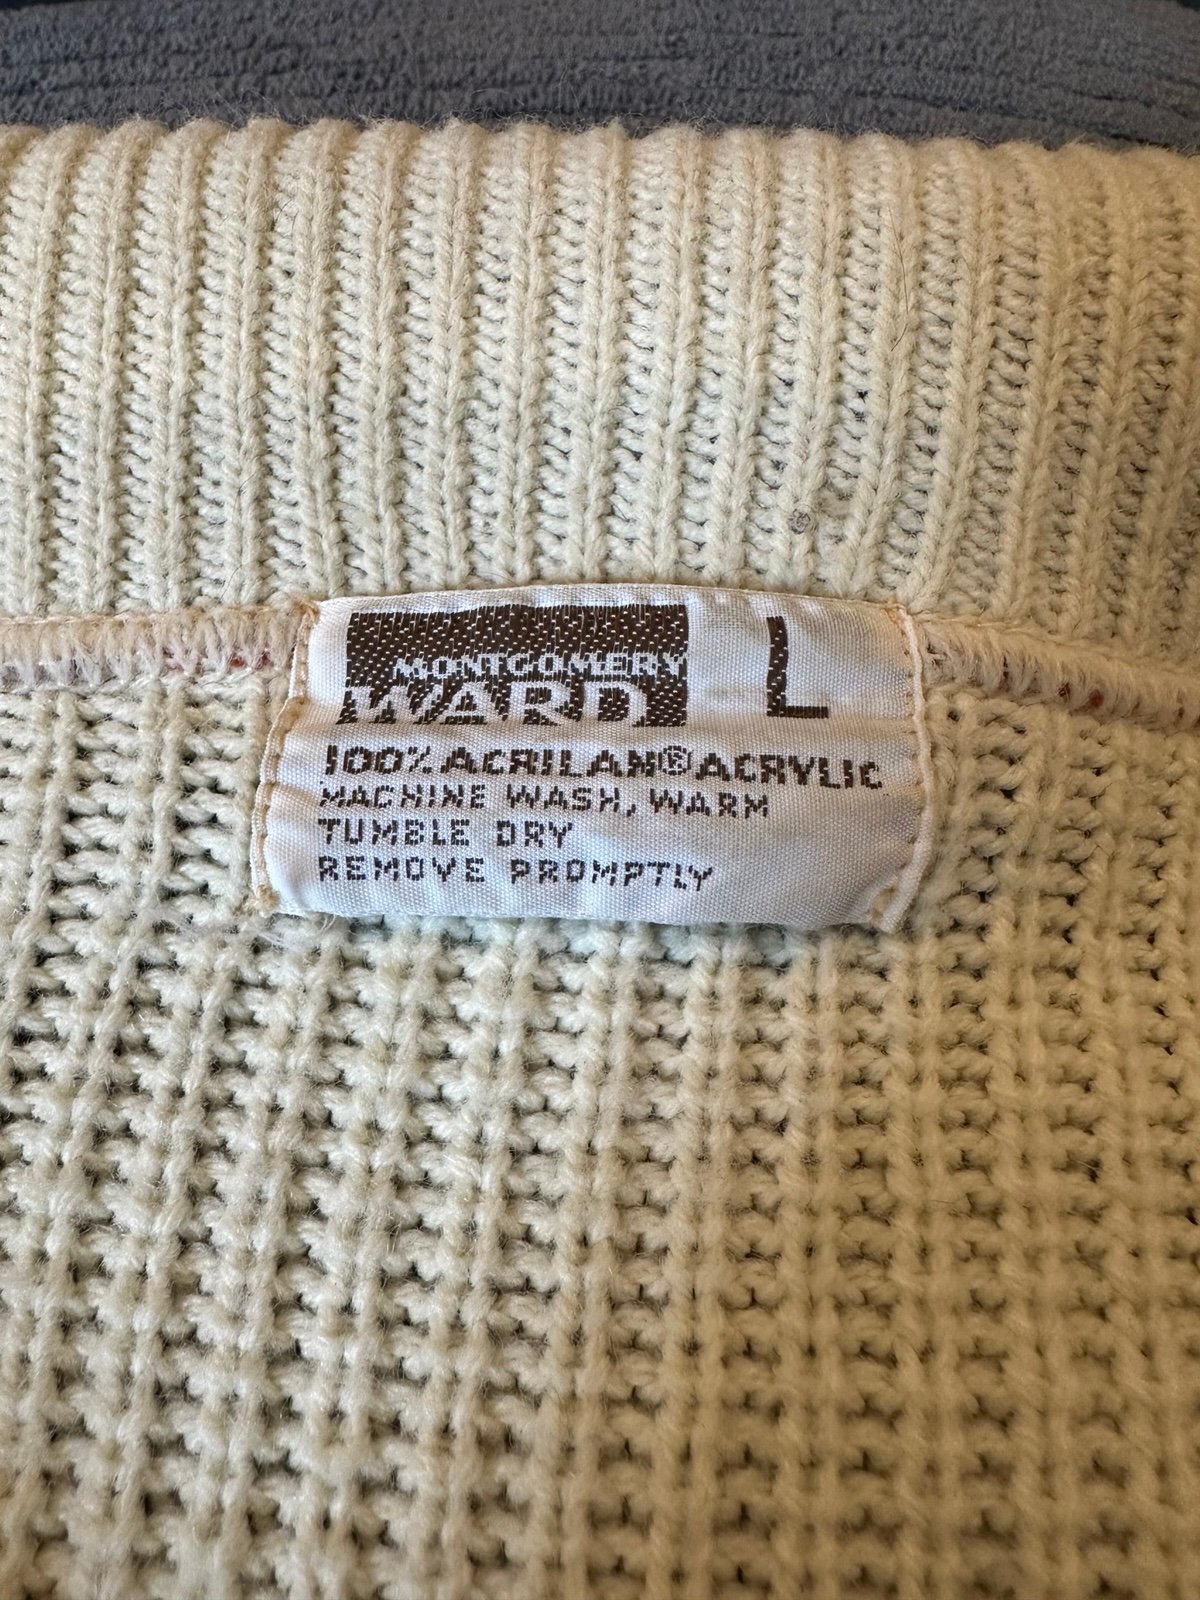 MONTGOMERY
WARD
L
100% ACRILAN® ACRYLIC
MACHINE WASH, WARM
TUMBLE DRY
REMOVE PROMPTLY